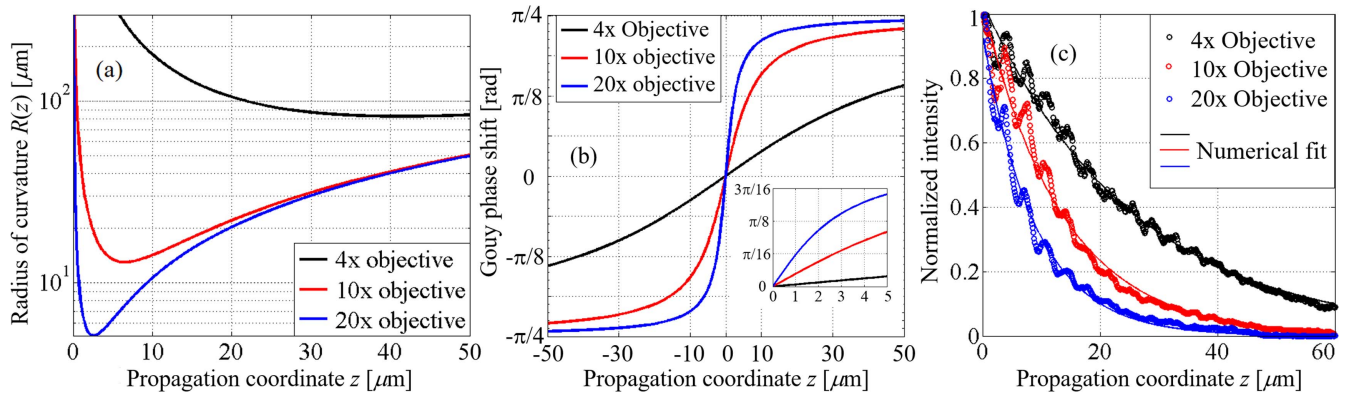 (a)
Radius of curvature R(z) [μm]
10²
10¹
0
10
20
30
40
50
Propagation coordinate z [μm]
4x objective
10x objective
20x objective
(b)
Gouy phase shift [rad]
π/4
π/8
0
-π/8
-π/4
-50
-30
-10
0
10
30
50
Propagation coordinate z [μm]
4x Objective
10x objective
20x objective
3π/16
π/8
π/16
0
0
1
2
3
4
5
(c)
Normalized intensity
1
0.8
0.6
0.4
0.2
0
0
20
40
60
Propagation coordinate z [μm]
4x Objective
10x Objective
20x Objective
Numerical fit